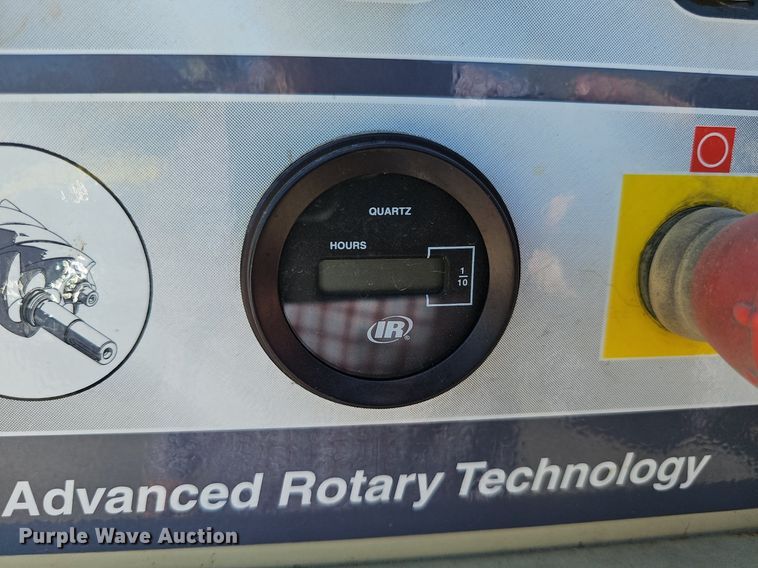 QUARTZ
HOURS
1
10
IR®
Advanced Rotary Technology
Purple Wave Auction